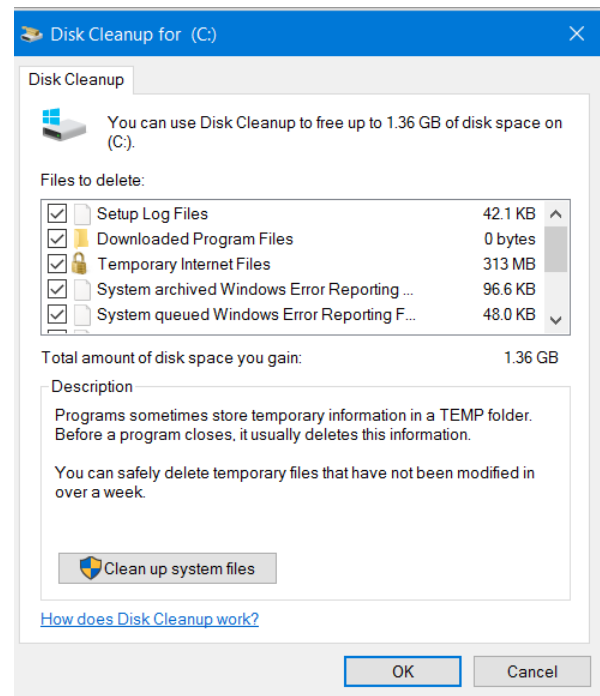 Disk Cleanup for (C:)
Disk Cleanup
You can use Disk Cleanup to free up to 1.36 GB of disk space on
(C:).
Files to delete:
Setup Log Files 42.1 KB
Downloaded Program Files 0 bytes
Temporary Internet Files 313 MB
System archived Windows Error Reporting ... 96.6 KB
System queued Windows Error Reporting F... 48.0 KB
Total amount of disk space you gain: 1.36 GB
Description
Programs sometimes store temporary information in a TEMP folder.
Before a program closes, it usually deletes this information.
You can safely delete temporary files that have not been modified in
over a week.
Clean up system files
How does Disk Cleanup work?
OK Cancel